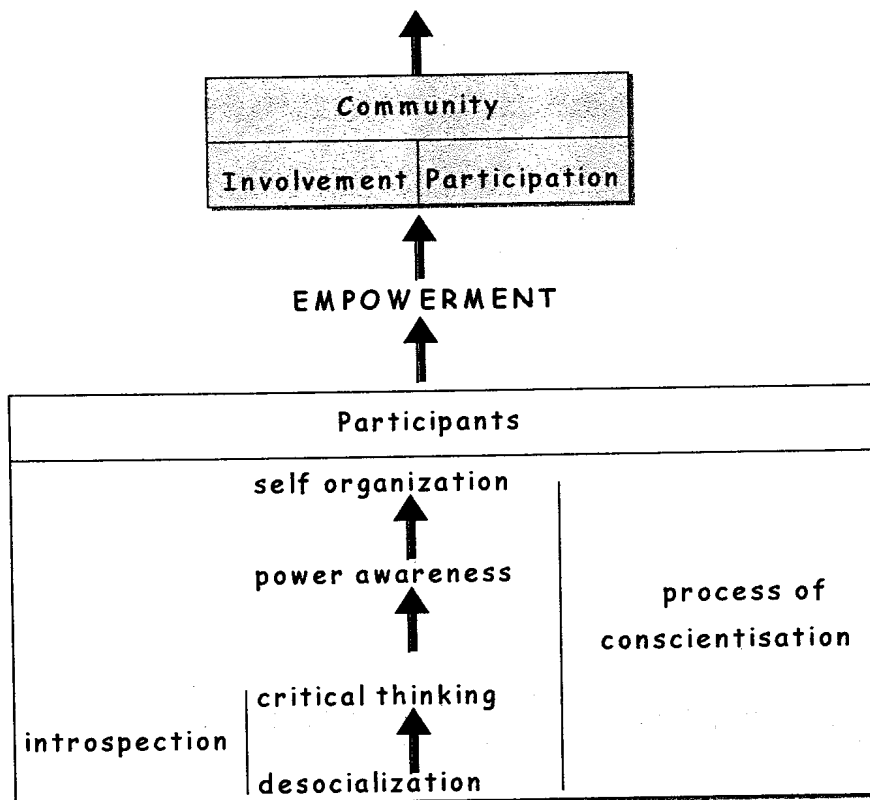 Community
Involvement Participation
EMPOWERMENT
Participants
self organization
power awareness
process of
conscientisation
critical thinking
introspection
desocialization